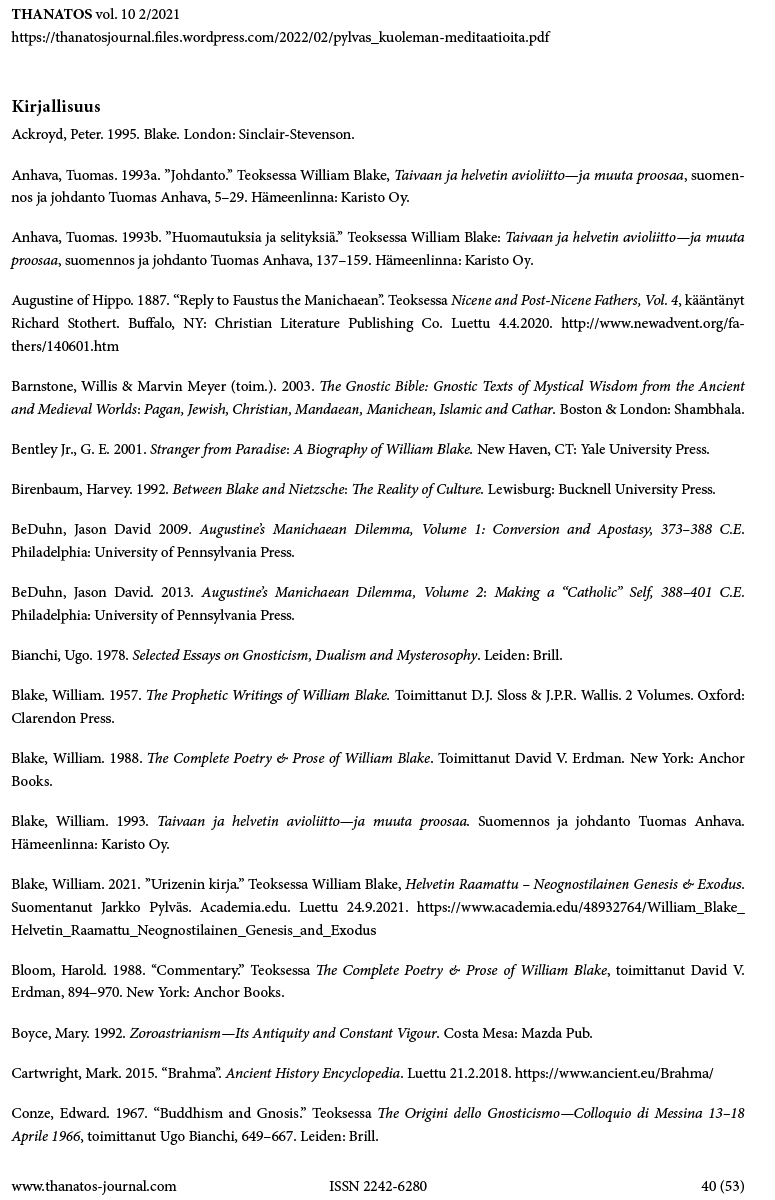 THANATOS vol. 10 2/2021
https://thanatosjournal.files.wordpress.com/2022/02/pylvas_kuoleman-meditaatioita.pdf
Kirjallisuus
Ackroyd, Peter. 1995. Blake. London: Sinclair-Stevenson.
Anhava, Tuomas. 1993a. ”Johdanto.” Teoksessa William Blake, Taivaan ja helvetin avioliitto—ja muuta proosaa, suomen-
nos ja johdanto Tuomas Anhava, 5–29. Hämeenlinna: Karisto Oy.
Anhava, Tuomas. 1993b. ”Huomautuksia ja selityksiä.” Teoksessa William Blake: Taivaan ja helvetin avioliitto—ja muuta
proosaa, suomennos ja johdanto Tuomas Anhava, 137–159. Hämeenlinna: Karisto Oy.
Augustine of Hippo. 1887. “Reply to Faustus the Manichaean”. Teoksessa Nicene and Post-Nicene Fathers, Vol. 4, kääntänyt
Richard Stothert. Buffalo, NY: Christian Literature Publishing Co. Luettu 4.4.2020. http://www.newadvent.org/fa-
thers/140601.htm
Barnstone, Willis & Marvin Meyer (toim.). 2003. The Gnostic Bible: Gnostic Texts of Mystical Wisdom from the Ancient
and Medieval Worlds: Pagan, Jewish, Christian, Mandaean, Manichean, Islamic and Cathar. Boston & London: Shambhala.
Bentley Jr., G. E. 2001. Stranger from Paradise: A Biography of William Blake. New Haven, CT: Yale University Press.
Birenbaum, Harvey. 1992. Between Blake and Nietzsche: The Reality of Culture. Lewisburg: Bucknell University Press.
BeDuhn, Jason David 2009. Augustine’s Manichaean Dilemma, Volume 1: Conversion and Apostasy, 373–388 C.E.
Philadelphia: University of Pennsylvania Press.
BeDuhn, Jason David. 2013. Augustine’s Manichaean Dilemma, Volume 2: Making a “Catholic” Self, 388–401 C.E.
Philadelphia: University of Pennsylvania Press.
Bianchi, Ugo. 1978. Selected Essays on Gnosticism, Dualism and Mysterosophy. Leiden: Brill.
Blake, William. 1957. The Prophetic Writings of William Blake. Toimittanut D.J. Sloss & J.P.R. Wallis. 2 Volumes. Oxford:
Clarendon Press.
Blake, William. 1988. The Complete Poetry & Prose of William Blake. Toimittanut David V. Erdman. New York: Anchor
Books.
Blake, William. 1993. Taivaan ja helvetin avioliitto—ja muuta proosaa. Suomennos ja johdanto Tuomas Anhava.
Hämeenlinna: Karisto Oy.
Blake, William. 2021. ”Urizenin kirja.” Teoksessa William Blake, Helvetin Raamattu – Neognostilainen Genesis & Exodus.
Suomentanut Jarkko Pylväs. Academia.edu. Luettu 24.9.2021. https://www.academia.edu/48932764/William_Blake_
Helvetin_Raamattu_Neognostilainen_Genesis_and_Exodus
Bloom, Harold. 1988. “Commentary.” Teoksessa The Complete Poetry & Prose of William Blake, toimittanut David V.
Erdman, 894–970. New York: Anchor Books.
Boyce, Mary. 1992. Zoroastrianism—Its Antiquity and Constant Vigour. Costa Mesa: Mazda Pub.
Cartwright, Mark. 2015. “Brahma”. Ancient History Encyclopedia. Luettu 21.2.2018. https://www.ancient.eu/Brahma/
Conze, Edward. 1967. “Buddhism and Gnosis.” Teoksessa The Origini dello Gnosticismo—Colloquio di Messina 13–18
Aprile 1966, toimittanut Ugo Bianchi, 649–667. Leiden: Brill.
www.thanatos-journal.com ISSN 2242-6280 40 (53)